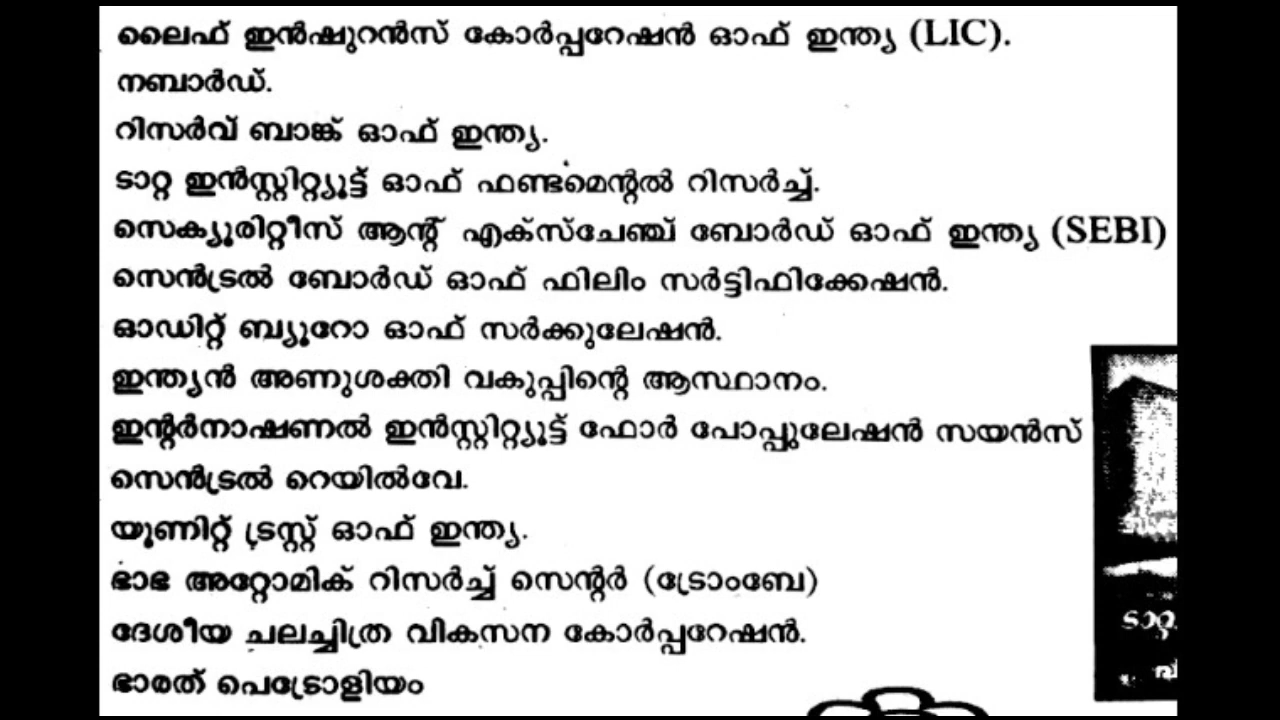 ലൈഫ് ഇൻഷുറൻസ് കോർപ്പറേഷൻ ഓഫ് ഇന്ത്യ (LIC).
നബാർഡ്.
റിസർവ് ബാങ്ക് ഓഫ് ഇന്ത്യ.
ടാറ്റ ഇൻസ്റ്റിറ്റ്യൂട്ട് ഓഫ് ഫണ്ടമെന്റൽ റിസർച്ച്.
സെക്യൂരിറ്റീസ് ആന്റ് എക്സ്ചേഞ്ച് ബോർഡ് ഓഫ് ഇന്ത്യ (SEBI)
സെൻട്രൽ ബോർഡ് ഓഫ് ഫിലിം സർട്ടിഫിക്കേഷൻ.
ഓഡിറ്റ് ബ്യൂറോ ഓഫ് സർക്കുലേഷൻ.
ഇന്ത്യൻ അണുശക്തി വകുപ്പിന്റെ ആസ്ഥാനം.
ഇന്റർനാഷണൽ ഇൻസ്റ്റിറ്റ്യൂട്ട് ഫോർ പോപ്പുലേഷൻ സയൻസ്
സെൻട്രൽ റെയിൽവേ.
യൂണിറ്റ് ട്രസ്റ്റ് ഓഫ് ഇന്ത്യ.
ഭാഭ അറ്റോമിക് റിസർച്ച് സെന്റർ (ട്രോംബേ)
ദേശീയ ചലച്ചിത്ര വികസന കോർപ്പറേഷൻ.
ഭാരത് പെട്രോളിയം
ടാറ്റ